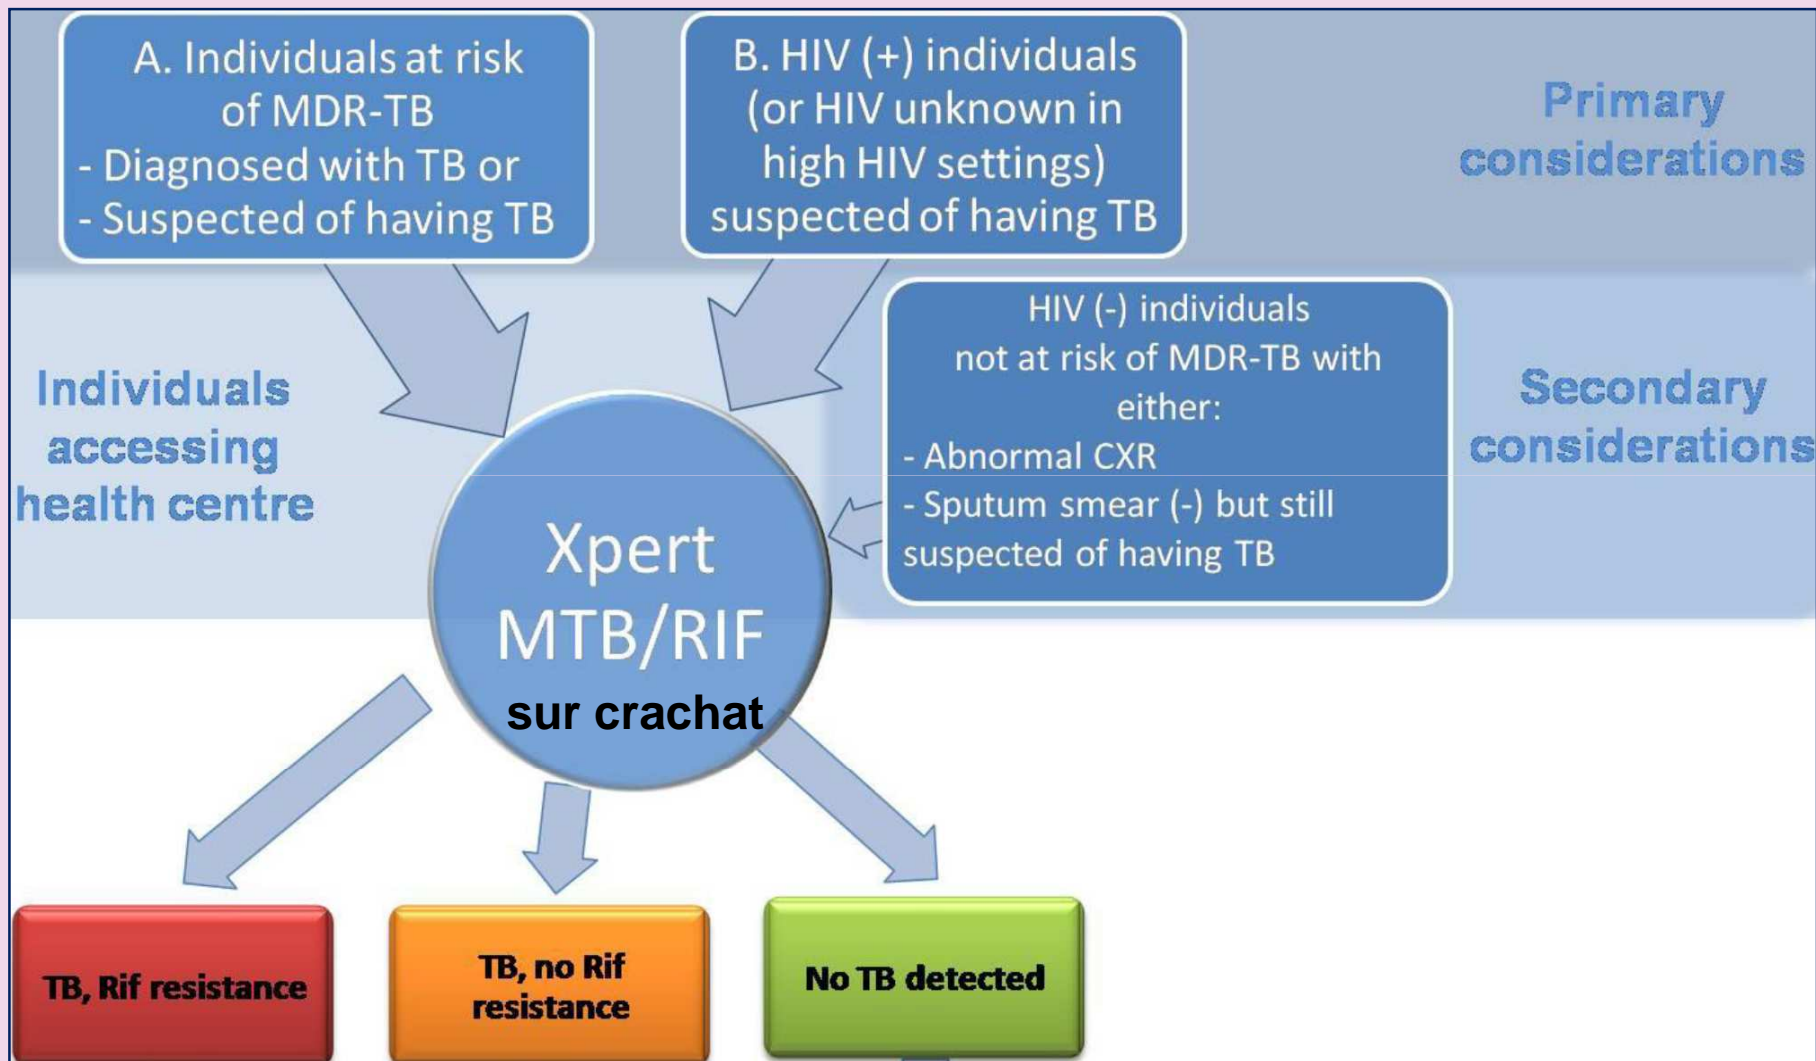 A. Individuals at risk
of MDR-TB
- Diagnosed with TB or
- Suspected of having TB
B. HIV (+) individuals
(or HIV unknown in
high HIV settings)
suspected of having TB
Primary
considerations
Individuals
accessing
health centre
HIV (-) individuals
not at risk of MDR-TB with
either:
- Abnormal CXR
- Sputum smear (-) but still
suspected of having TB
Secondary
considerations
Xpert
MTB/RIF
sur crachat
TB, Rif resistance
TB, no Rif
resistance
No TB detected